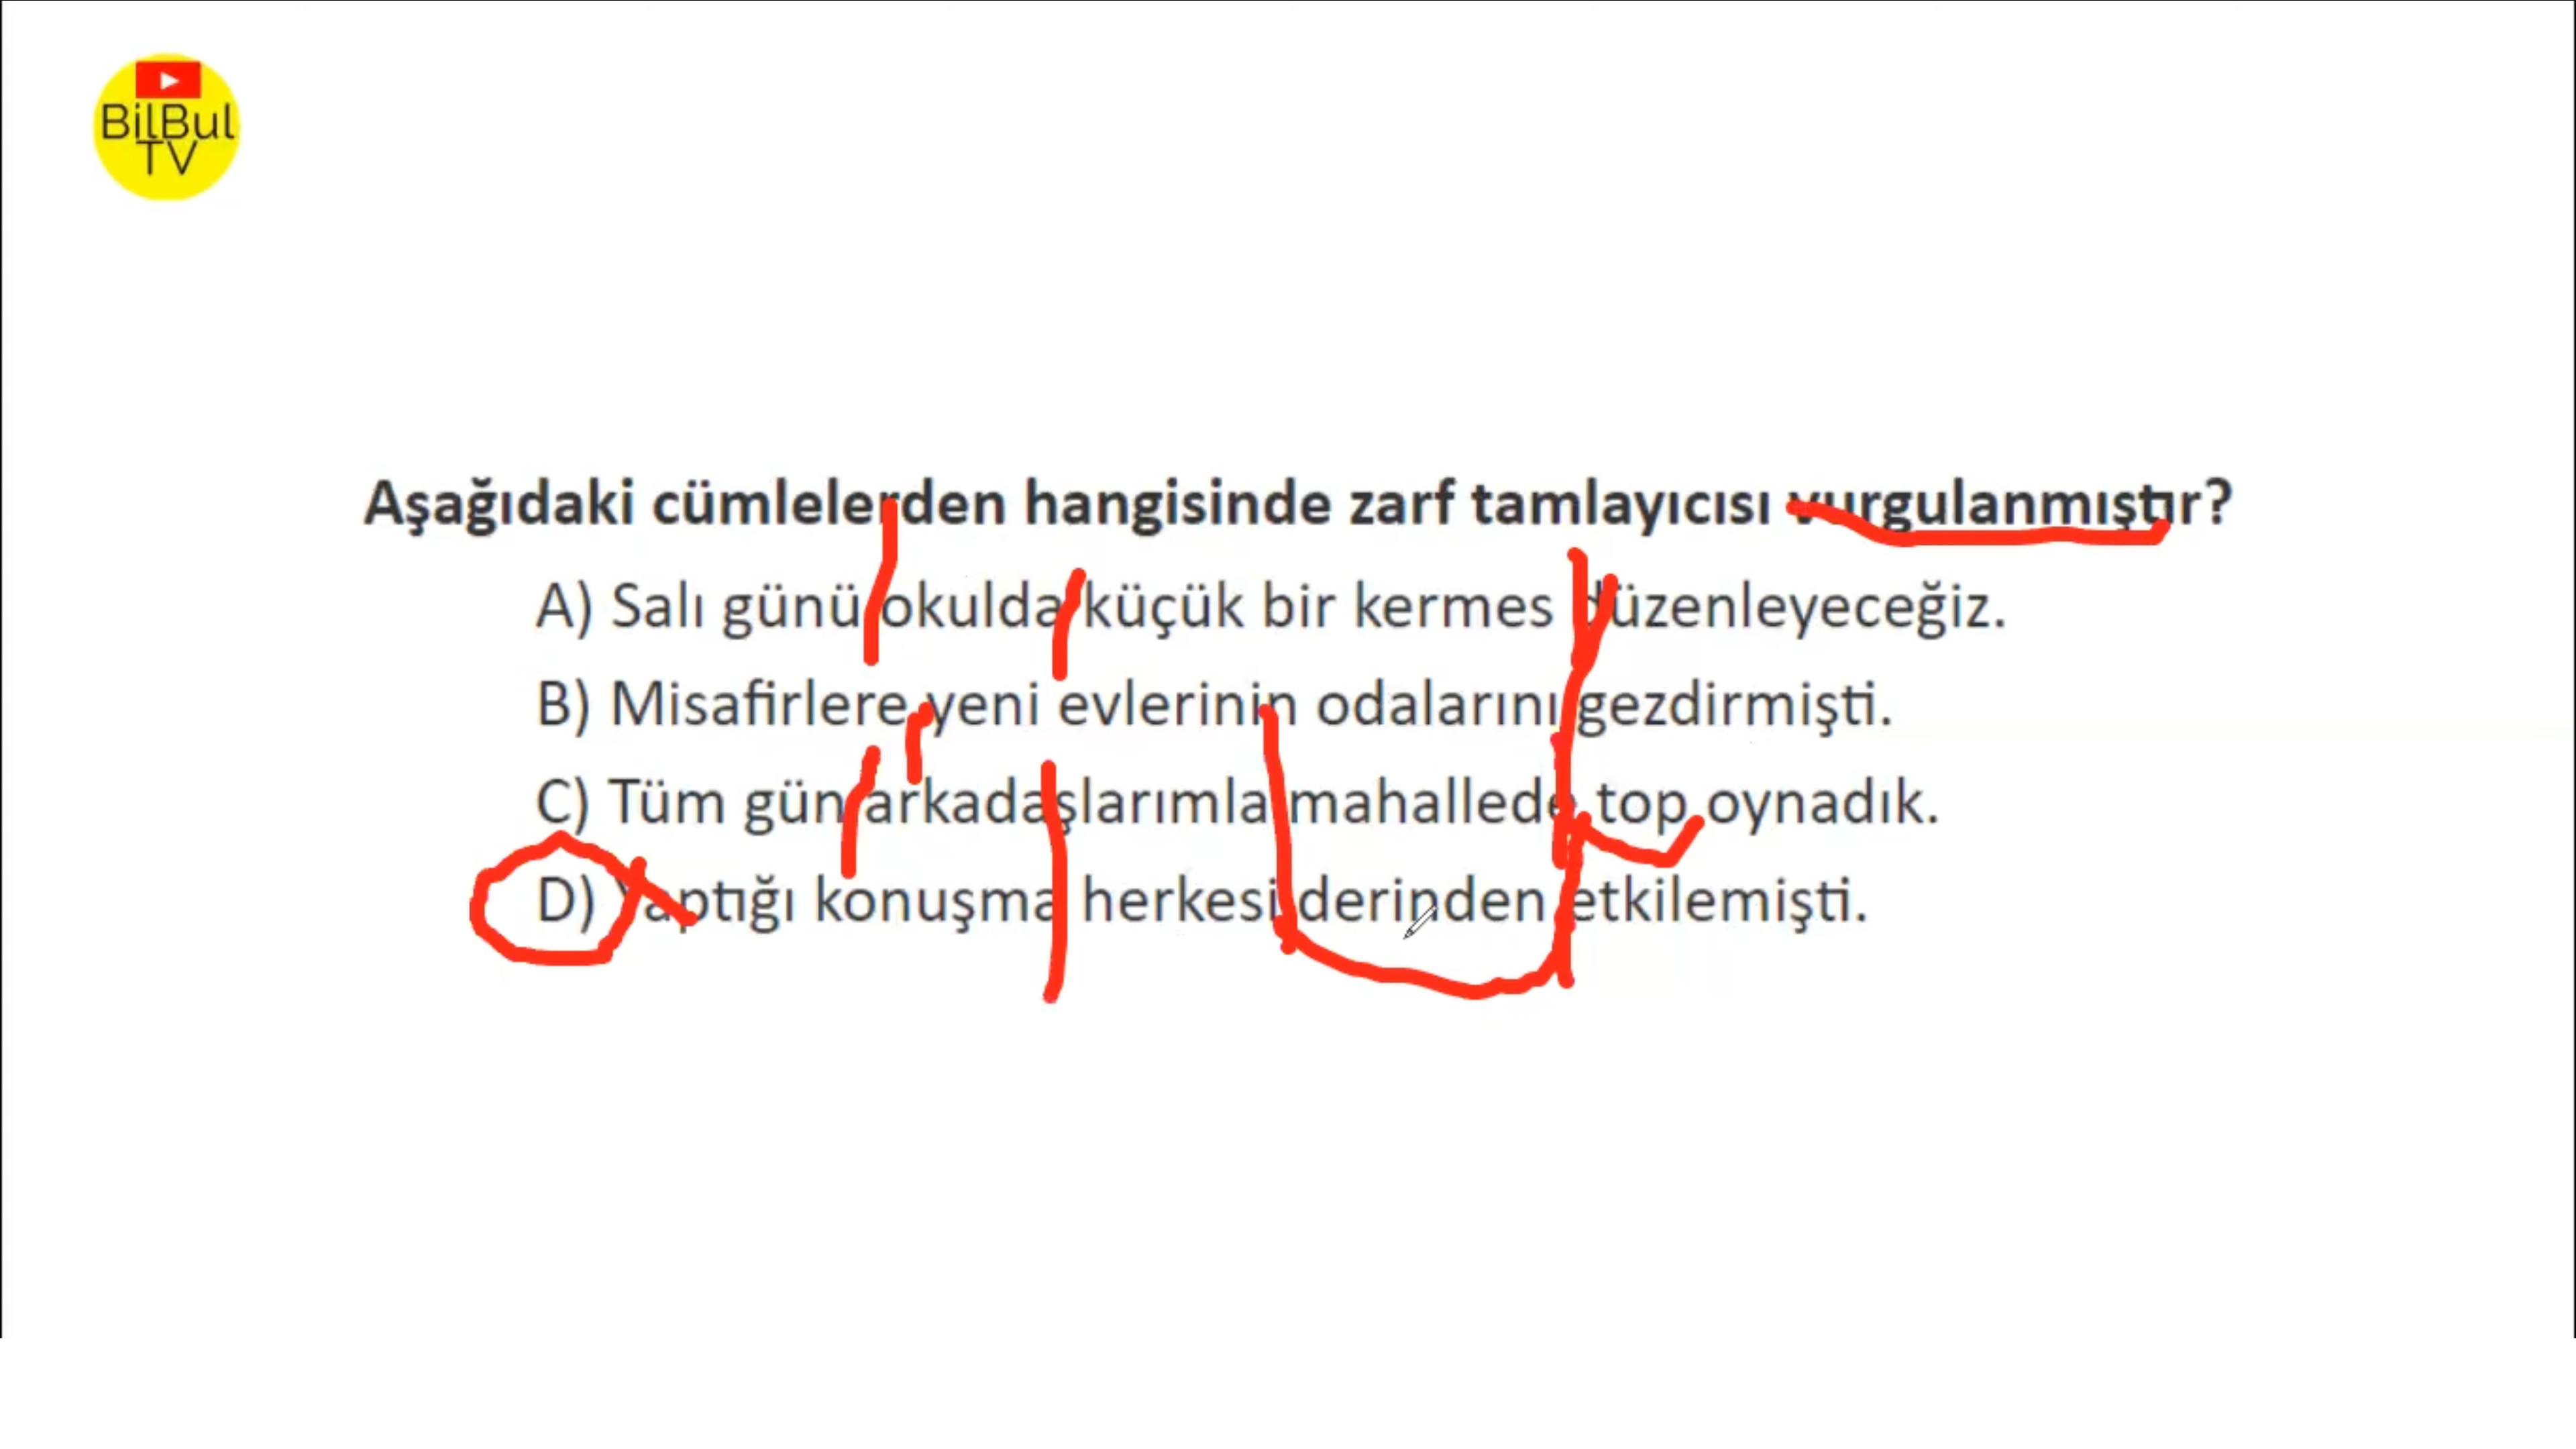 BilBul
TV
Aşağıdaki cümlelerden hangisinde zarf tamlayıcısı vurgulanmıştır?
A) Salı günü okulda küçük bir kermes düzenleyeceğiz.
B) Misafirlere yeni evlerinin odalarını gezdirmişti.
C) Tüm gün arkadaşlarımla mahallede top oynadık.
D) Yaptığı konuşma herkesi derinden etkilemişti.